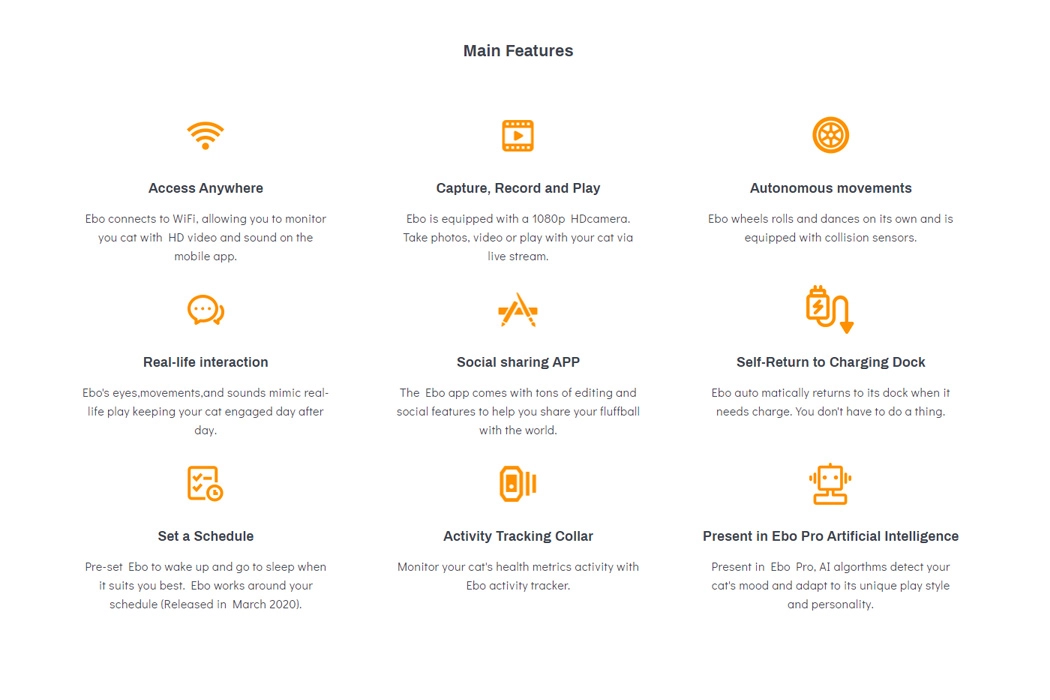 Main Features
Access Anywhere
Ebo connects to WiFi, allowing you to monitor
you cat with HD video and sound on the
mobile app.
Capture, Record and Play
Ebo is equipped with a 1080p HDcamera.
Take photos, video or play with your cat via
live stream.
Autonomous movements
Ebo wheels rolls and dances on its own and is
equipped with collision sensors.
Real-life interaction
Ebo's eyes,movements,and sounds mimic real-
life play keeping your cat engaged day after
day.
Social sharing APP
The Ebo app comes with tons of editing and
social features to help you share your fluffball
with the world.
Self-Return to Charging Dock
Ebo auto matically returns to its dock when it
needs charge. You don't have to do a thing.
Set a Schedule
Pre-set Ebo to wake up and go to sleep when
it suits you best. Ebo works around your
schedule (Released in March 2020).
Activity Tracking Collar
Monitor your cat's health metrics activity with
Ebo activity tracker.
Present in Ebo Pro Artificial Intelligence
Present in Ebo Pro, AI algorthms detect your
cat's mood and adapt to its unique play style
and personality.